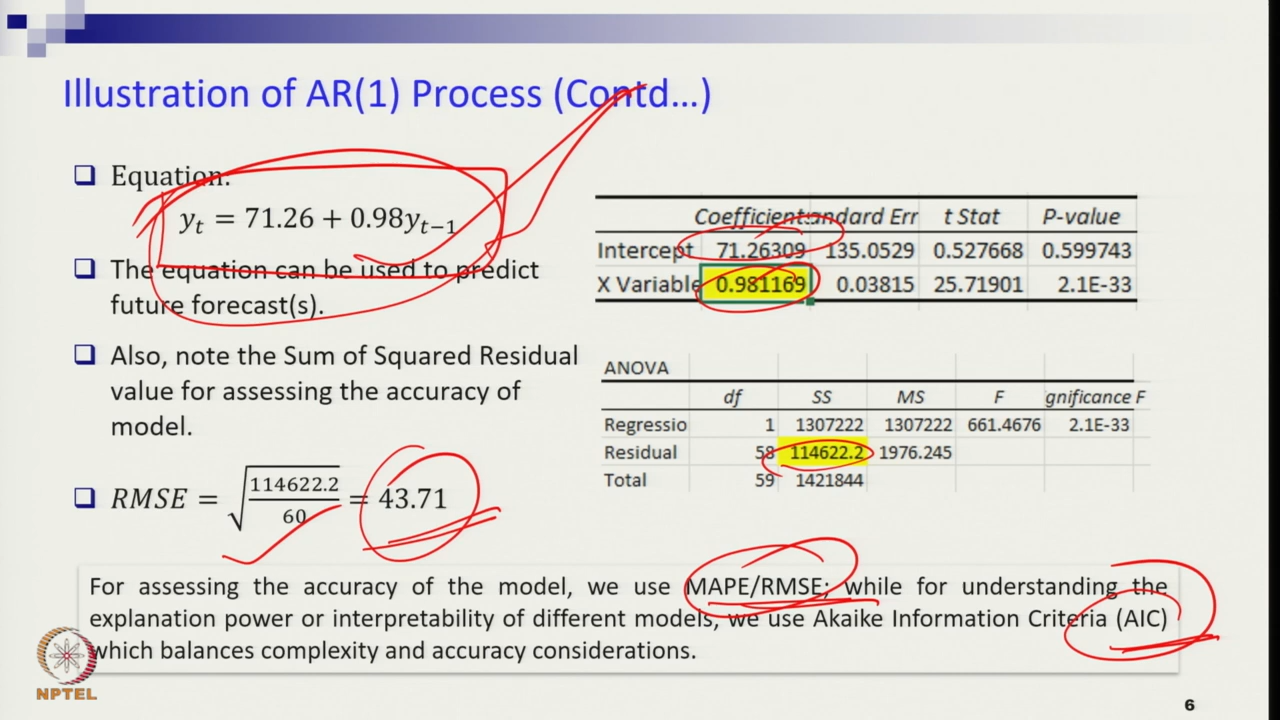 Illustration of AR(1) Process (Contd…)
❑ Equation:
y_t = 71.26 + 0.98y_{t−1}
❑ The equation can be used to predict
future forecast(s).
❑ Also, note the Sum of Squared Residual
value for assessing the accuracy of
model.
❑ RMSE = √(114622.2/60) = 43.71
Coefficients andard Err t Stat P-value
Intercept 71.26309 135.0529 0.527668 0.599743
X Variable 0.981169 0.03815 25.71901 2.1E-33
ANOVA
df SS MS F gnificance F
Regressio 1 1307222 1307222 661.4676 2.1E-33
Residual 58 114622.2 1976.245
Total 59 1421844
For assessing the accuracy of the model, we use MAPE/RMSE; while for understanding the
explanation power or interpretability of different models, we use Akaike Information Criteria (AIC)
which balances complexity and accuracy considerations.
NPTEL
6